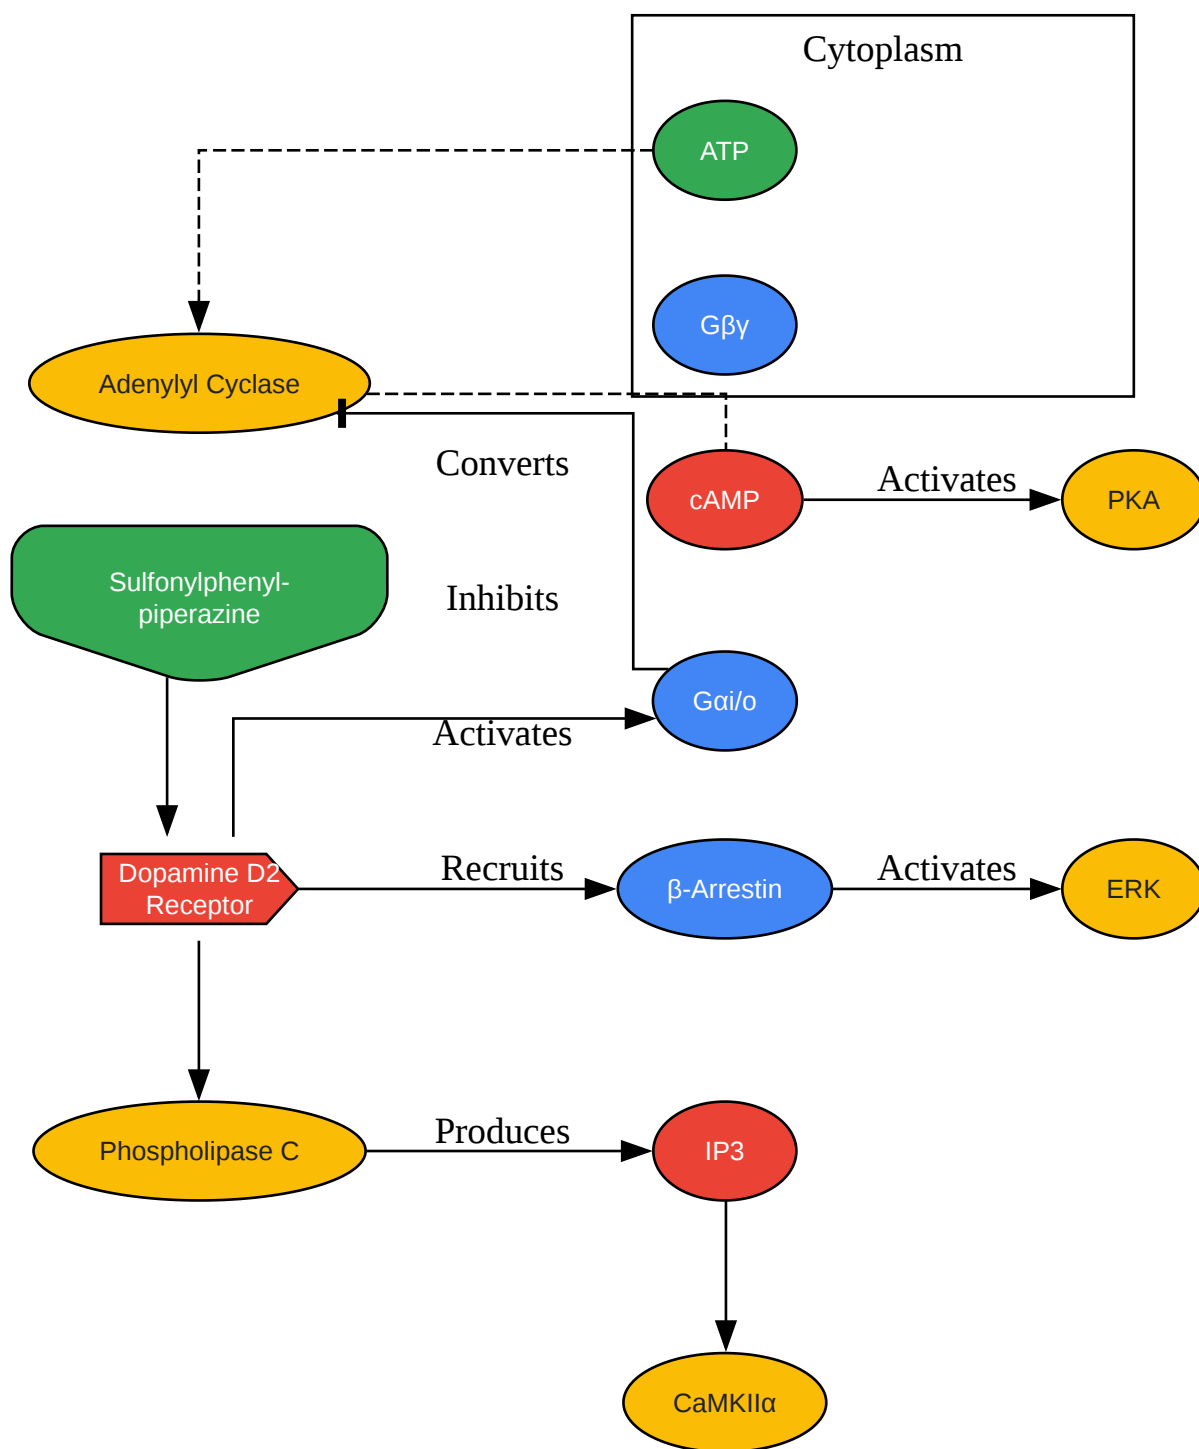 Cytoplasm
ATP
Gβγ
Adenylyl Cyclase
Converts
cAMP
Activates
PKA
Sulfonylphenyl-
piperazine
Inhibits
Gαi/o
Activates
Dopamine D2
Receptor
Recruits
β-Arrestin
Activates
ERK
Phospholipase C
Produces
IP3
CaMKIIα